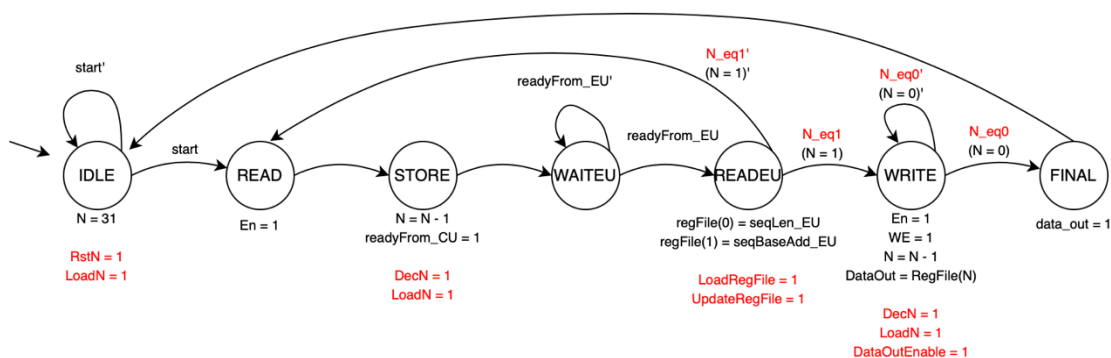 start'
start
readyFrom_EU'
readyFrom_EU
N_eq1'
(N = 1)'
N_eq1
(N = 1)
N_eq0'
(N = 0)'
N_eq0
(N = 0)
IDLE
READ
STORE
WAITEU
READEU
WRITE
FINAL
N = 31
RstN = 1
LoadN = 1
En = 1
N = N - 1
readyFrom_CU = 1
DecN = 1
LoadN = 1
regFile(0) = seqLen_EU
regFile(1) = seqBaseAdd_EU
LoadRegFile = 1
UpdateRegFile = 1
En = 1
WE = 1
N = N - 1
DataOut = RegFile(N)
DecN = 1
LoadN = 1
DataOutEnable = 1
data_out = 1